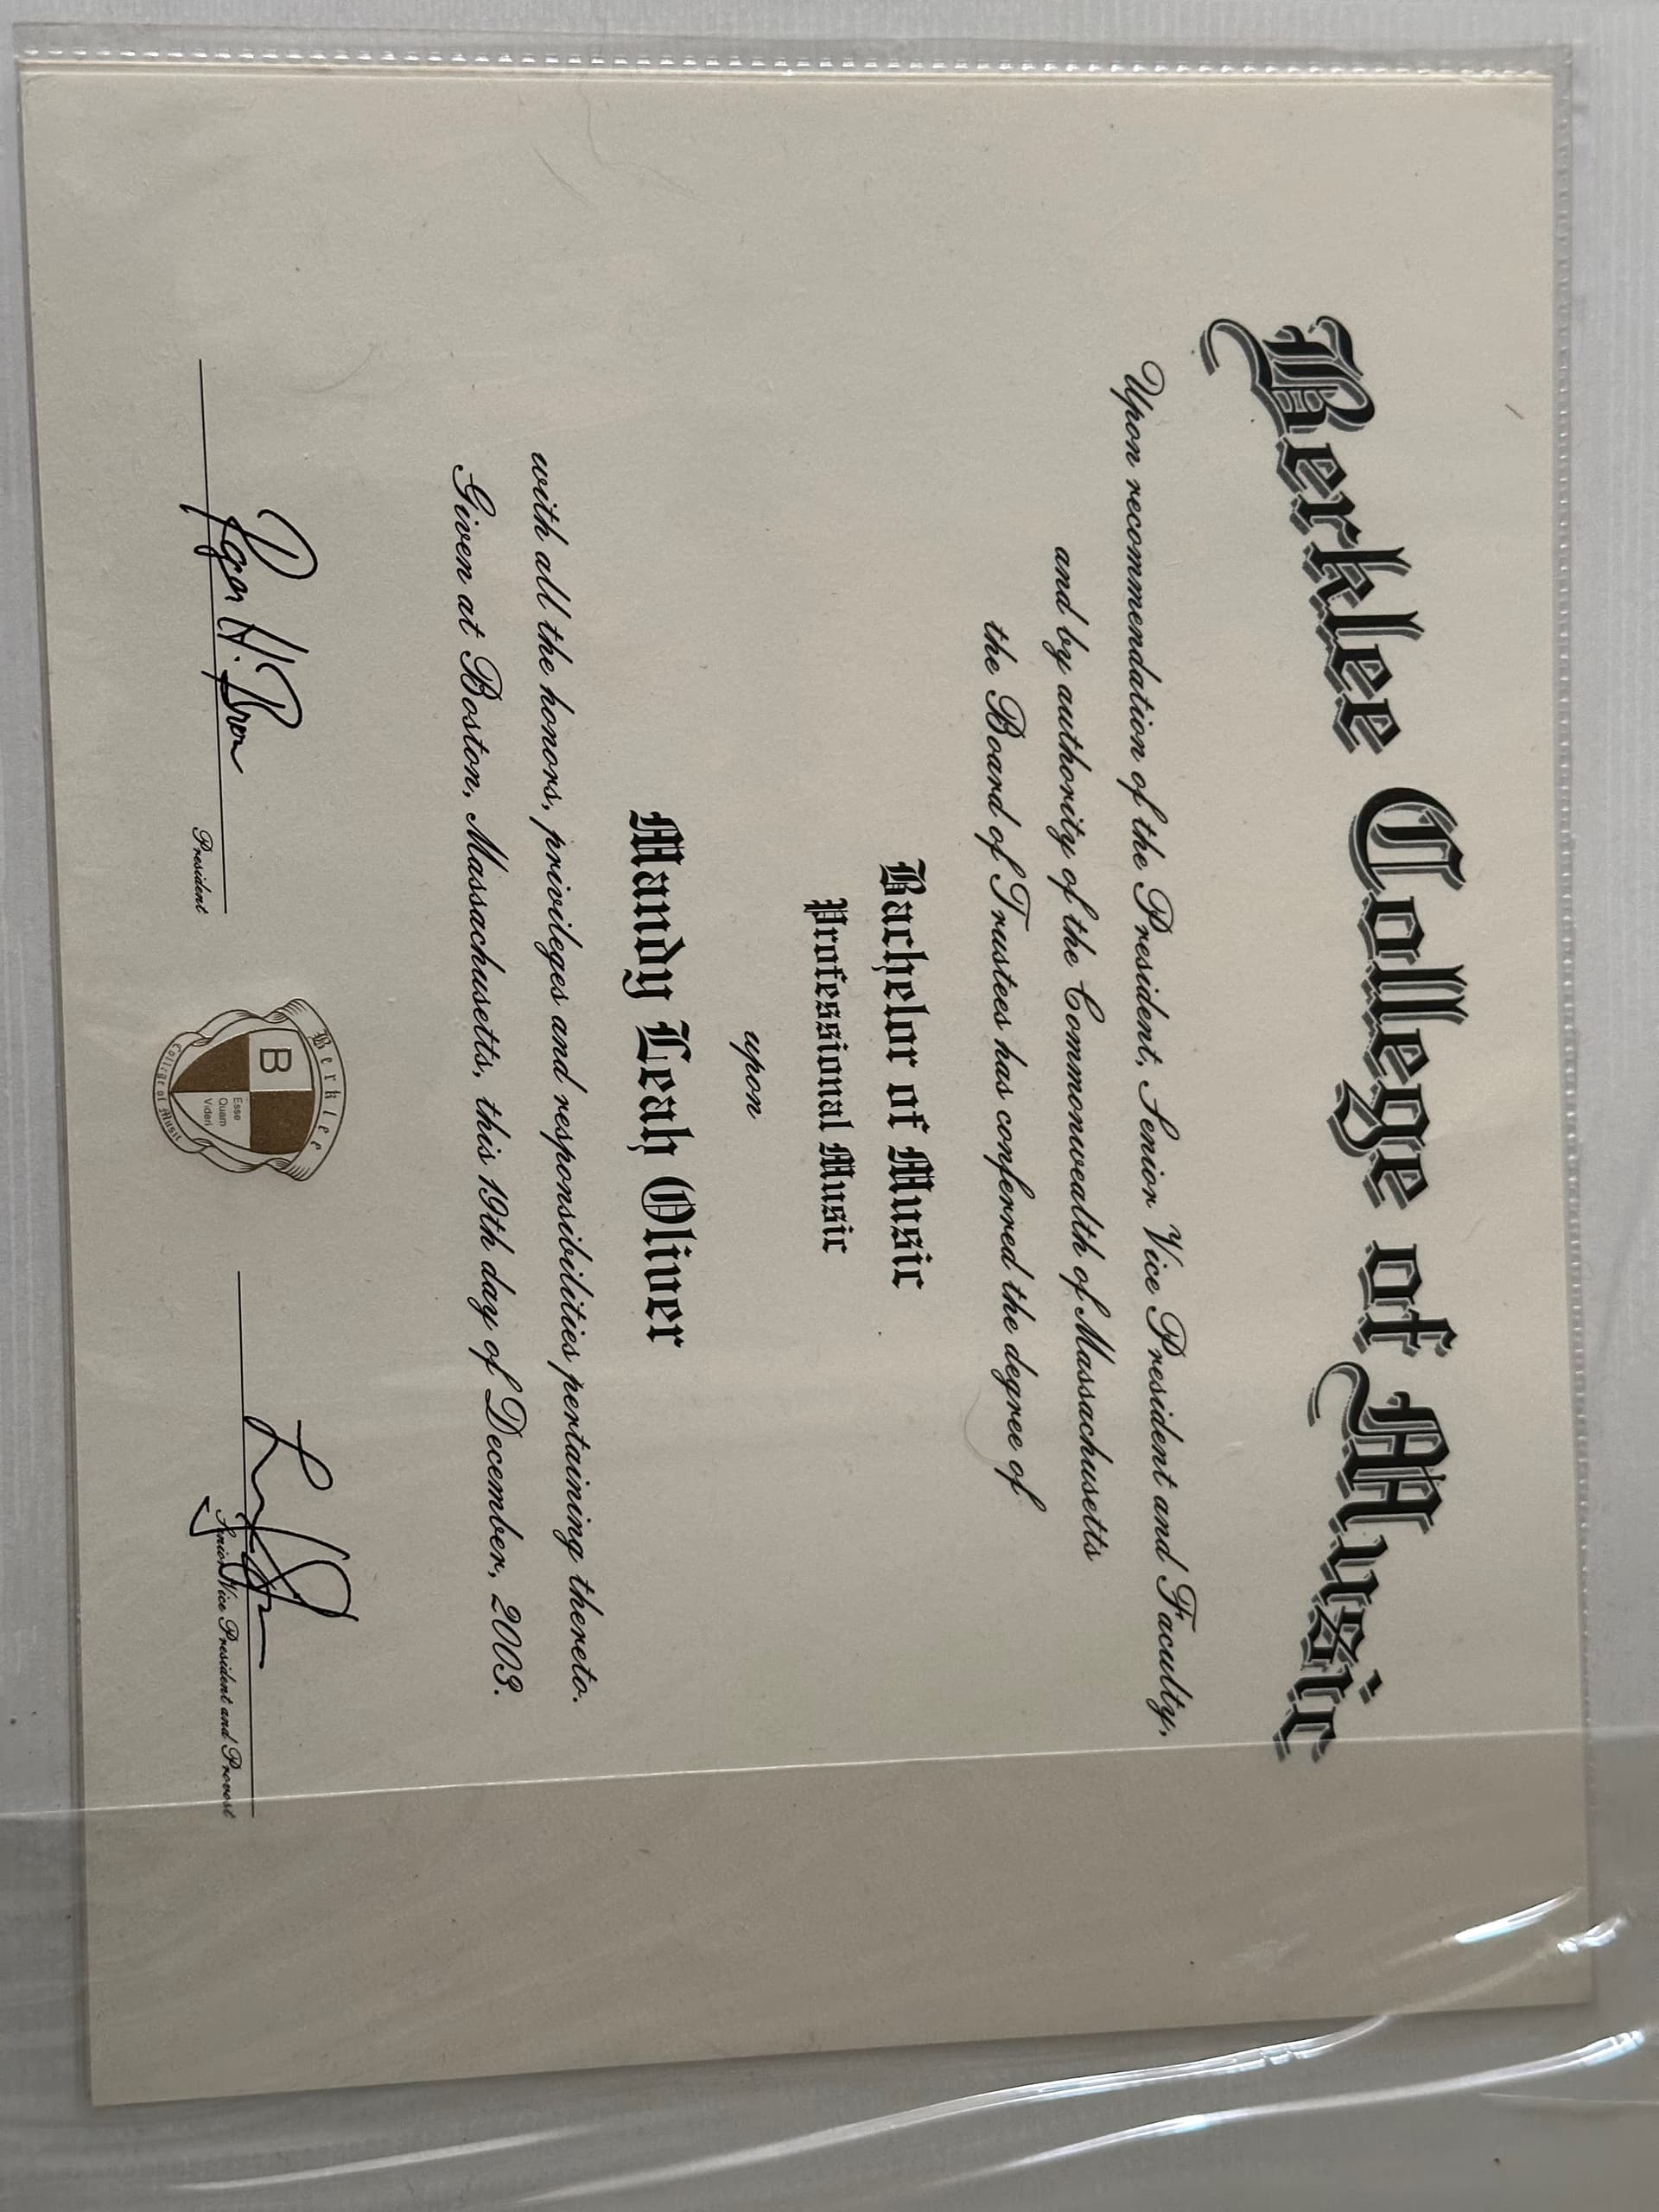 Berklee College of Music
Upon recommendation of the President, Senior Vice President and Faculty,
and by authority of the Commonwealth of Massachusetts
the Board of Trustees has conferred the degree of
Bachelor of Music
Professional Music
upon
Mandy Leah Oliver
with all the honors, privileges and responsibilities pertaining thereto.
Given at Boston, Massachusetts, this 19th day of December, 2003.
President
Berklee
B
Esse
Quam
Videri
College of Music
Senior Vice President and Provost